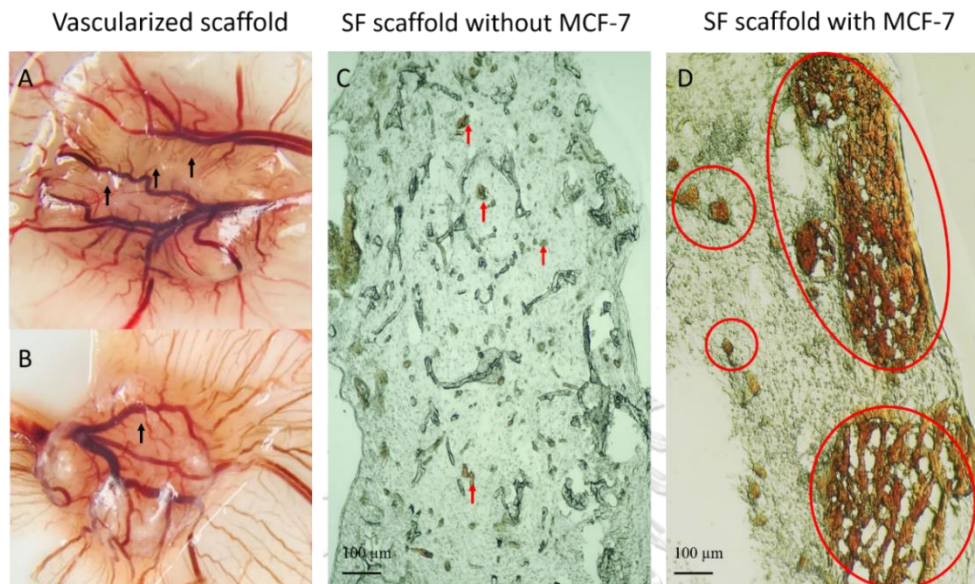 Vascularized scaffold
SF scaffold without MCF-7
SF scaffold with MCF-7
A
B
C
100 µm
D
100 µm